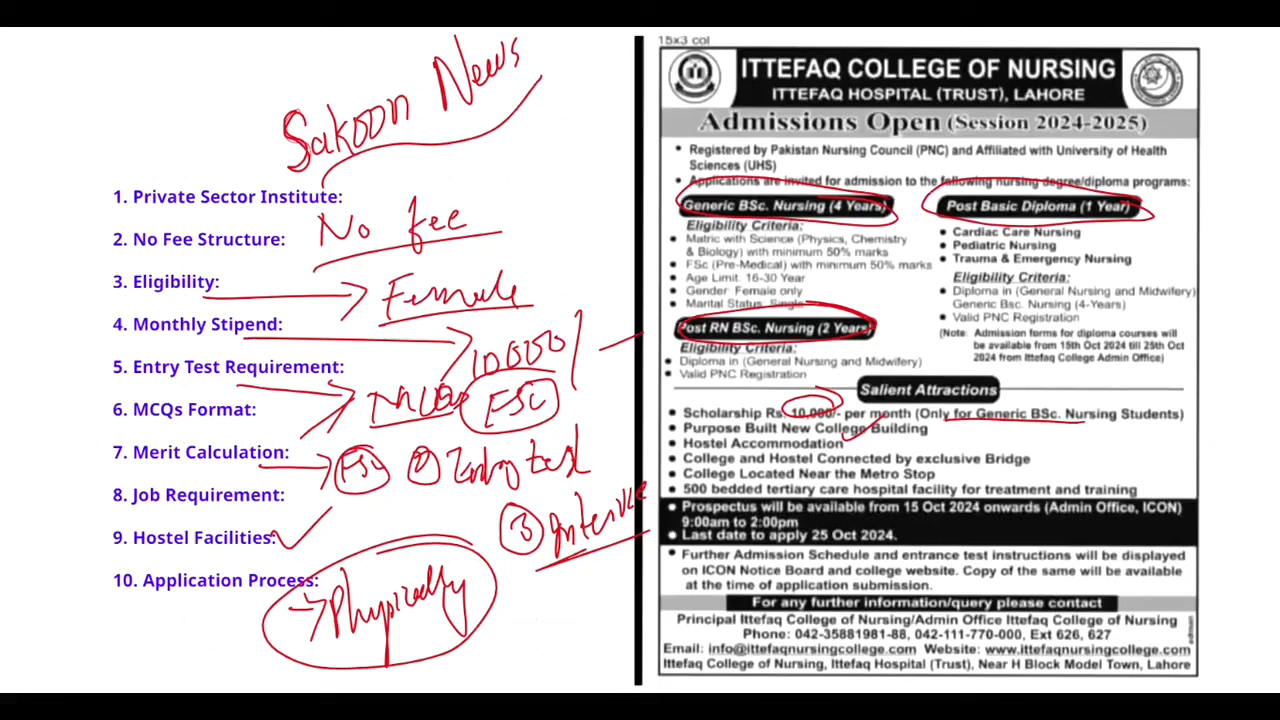 Sakoon News
1. Private Sector Institute:
2. No Fee Structure: No fee
3. Eligibility: Female
4. Monthly Stipend: 10000/
5. Entry Test Requirement: MCQs FSc
6. MCQs Format:
7. Merit Calculation: FSc 2 Entry test
8. Job Requirement:
3 Interview
9. Hostel Facilities:
10. Application Process:
Physically
15x3 col
ITTEFAQ COLLEGE OF NURSING
ITTEFAQ HOSPITAL (TRUST), LAHORE
Admissions Open (Session 2024-2025)
• Registered by Pakistan Nursing Council (PNC) and Affiliated with University of Health
Sciences (UHS)
• Applications are invited for admission to the following nursing degree/diploma programs:
Generic BSc. Nursing (4 Years)
Eligibility Criteria:
• Matric with Science (Physics, Chemistry
& Biology) with minimum 50% marks
• FSc (Pre-Medical) with minimum 50% marks
• Age Limit: 16-30 Year
• Gender: Female only
• Marital Status: Single
Post RN BSc. Nursing (2 Years)
Eligibility Criteria:
• Diploma in (General Nursing and Midwifery)
• Valid PNC Registration
Post Basic Diploma (1 Year)
• Cardiac Care Nursing
• Pediatric Nursing
• Trauma & Emergency Nursing
Eligibility Criteria:
• Diploma in (General Nursing and Midwifery)
Generic Bsc. Nursing (4-Years)
• Valid PNC Registration
(Note: Admission forms for diploma courses will
be available from 15th Oct 2024 till 25th Oct
2024 from Ittefaq College Admin Office)
Salient Attractions
• Scholarship Rs. 10,000/- per month (Only for Generic BSc. Nursing Students)
• Purpose Built New College Building
• Hostel Accommodation
• College and Hostel Connected by exclusive Bridge
• College Located Near the Metro Stop
• 500 bedded tertiary care hospital facility for treatment and training
• Prospectus will be available from 15 Oct 2024 onwards (Admin Office, ICON)
9:00am to 2:00pm
• Last date to apply 25 Oct 2024.
• Further Admission Schedule and entrance test instructions will be displayed
on ICON Notice Board and college website. Copy of the same will be available
at the time of application submission.
For any further information/query please contact
Principal Ittefaq College of Nursing/Admin Office Ittefaq College of Nursing
Phone: 042-35881981-88, 042-111-770-000, Ext 626, 627
Email: info@ittefaqnursingcollege.com Website: www.ittefaqnursingcollege.com
Ittefaq College of Nursing, Ittefaq Hospital (Trust), Near H Block Model Town, Lahore